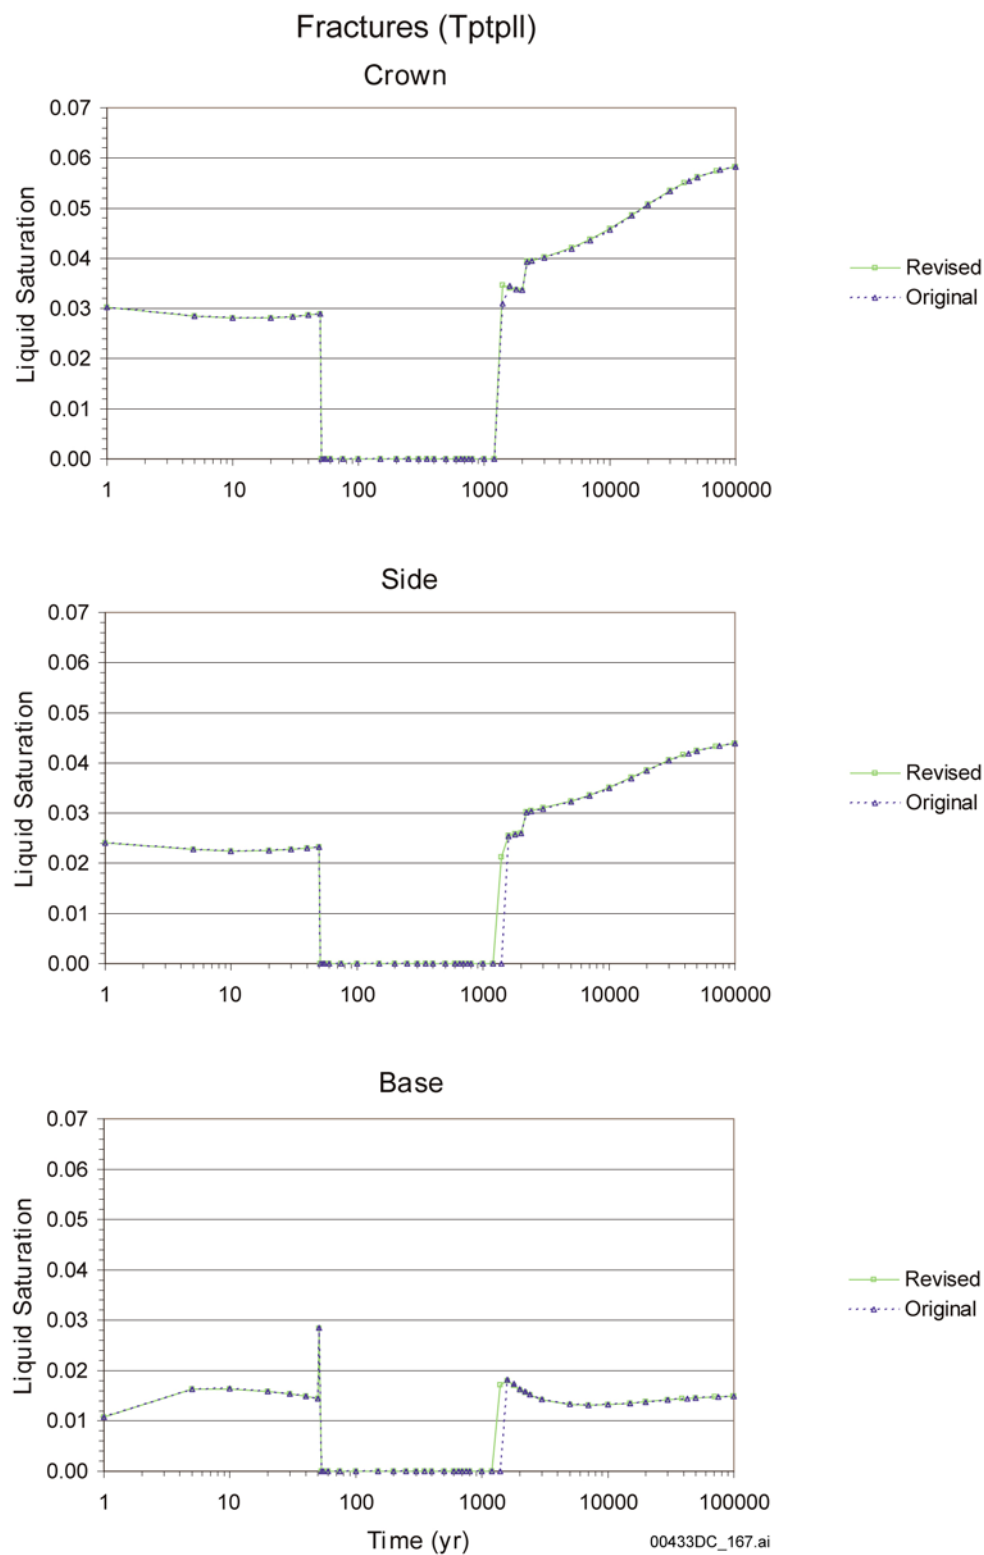 Fractures (Tptpll)
Crown
0.07
0.06
0.05
0.04
0.03
0.02
0.01
0.00
Liquid Saturation
1 10 100 1000 10000 100000
Revised
Original
Side
0.07
0.06
0.05
0.04
0.03
0.02
0.01
0.00
Liquid Saturation
1 10 100 1000 10000 100000
Revised
Original
Base
0.07
0.06
0.05
0.04
0.03
0.02
0.01
0.00
Liquid Saturation
1 10 100 1000 10000 100000
Revised
Original
Time (yr)
00433DC_167.ai